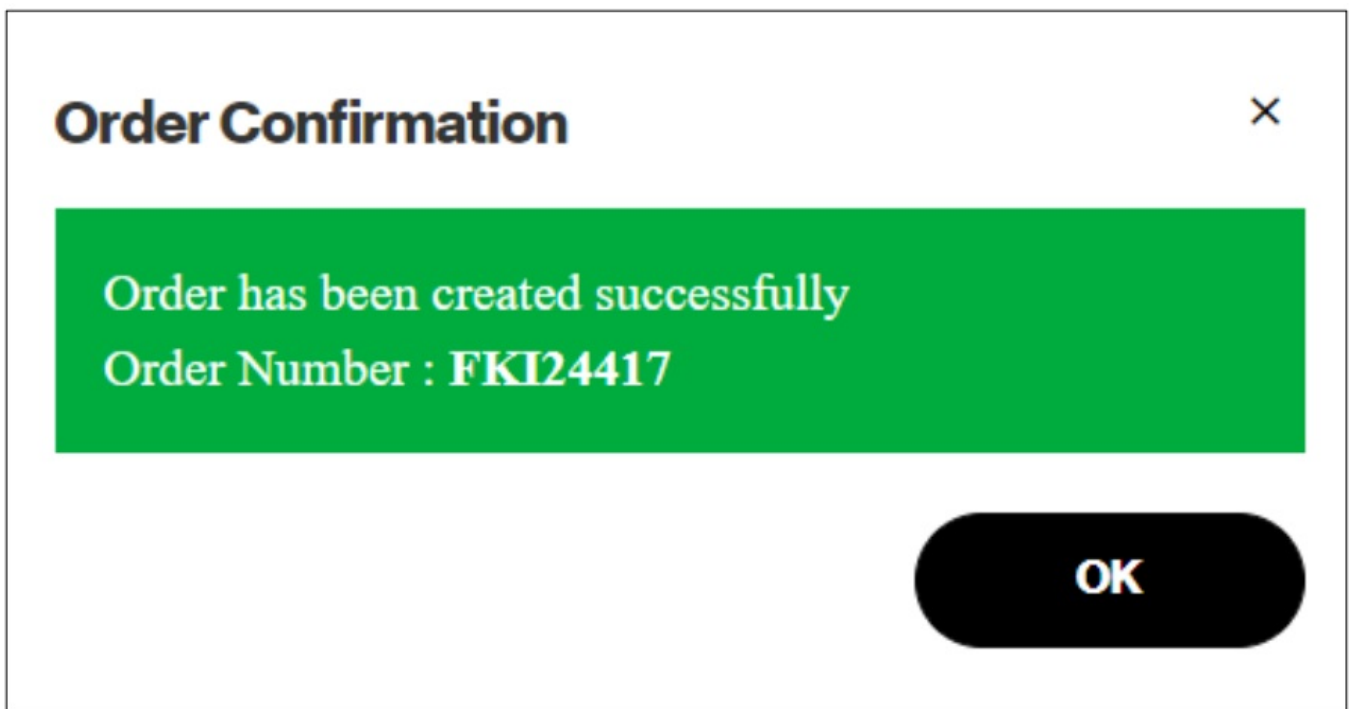 Order Confirmation
×
Order has been created successfully
Order Number : FKI24417
OK